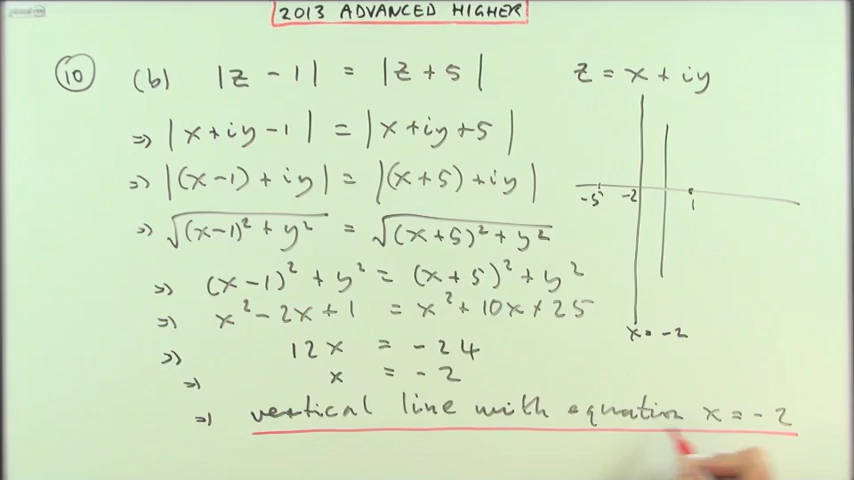 2013 ADVANCED HIGHER
10 (b) |z - 1| = |z + 5|
z = x + iy
⇒ |x + iy - 1| = |x + iy + 5|
⇒ |(x - 1) + iy| = |(x + 5) + iy|
⇒ √((x - 1)² + y²) = √((x + 5)² + y²)
⇒ (x - 1)² + y² = (x + 5)² + y²
⇒ x² - 2x + 1 = x² + 10x + 25
⇒ 12x = -24
⇒ x = -2
⇒ vertical line with equation x = -2
-5 -2 1
x = -2